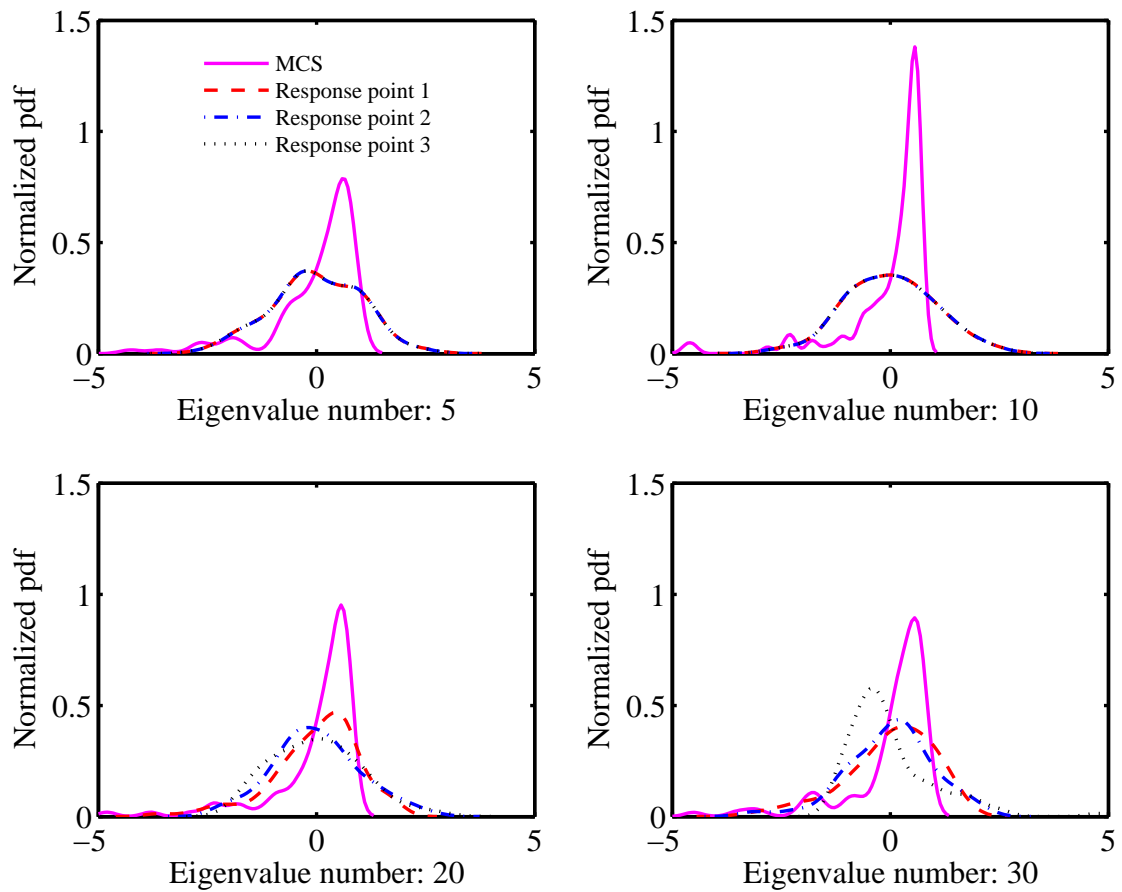 1.5
1
0.5
0
Normalized pdf
−5
0
5
Eigenvalue number: 5
MCS
Response point 1
Response point 2
Response point 3
1.5
1
0.5
0
Normalized pdf
−5
0
5
Eigenvalue number: 10
1.5
1
0.5
0
Normalized pdf
−5
0
5
Eigenvalue number: 20
1.5
1
0.5
0
Normalized pdf
−5
0
5
Eigenvalue number: 30